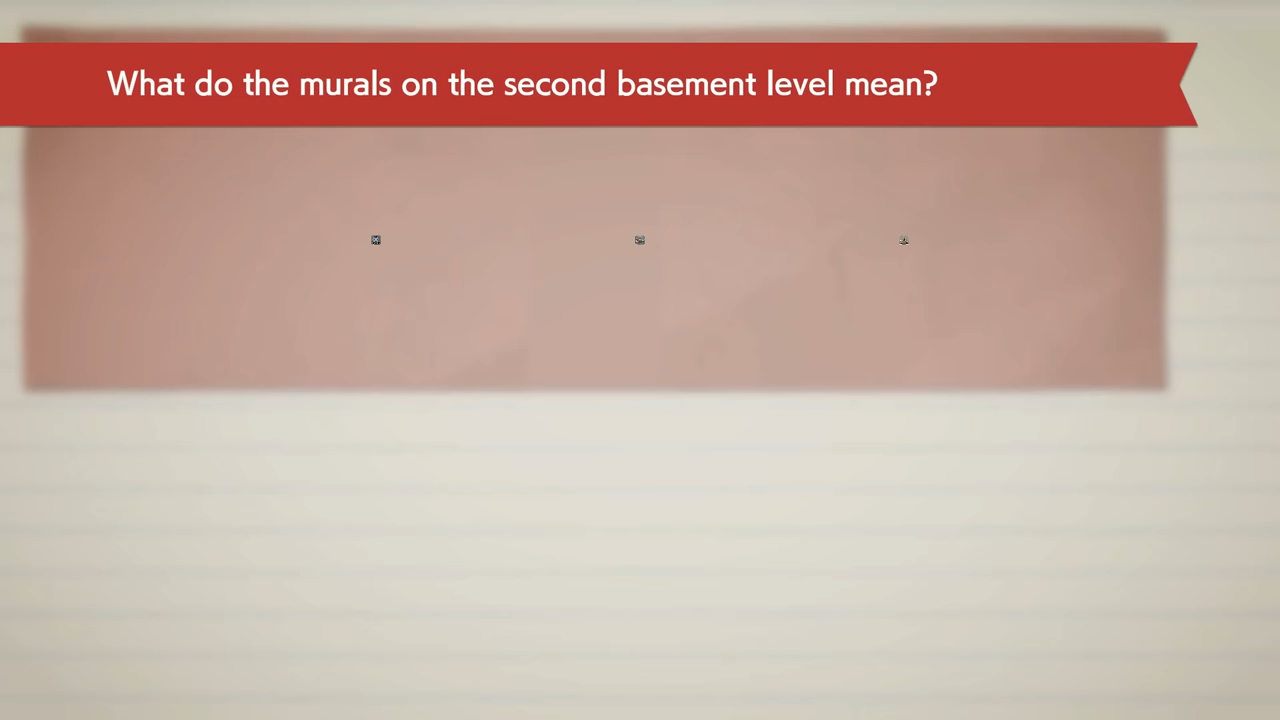 What do the murals on the second basement level mean?